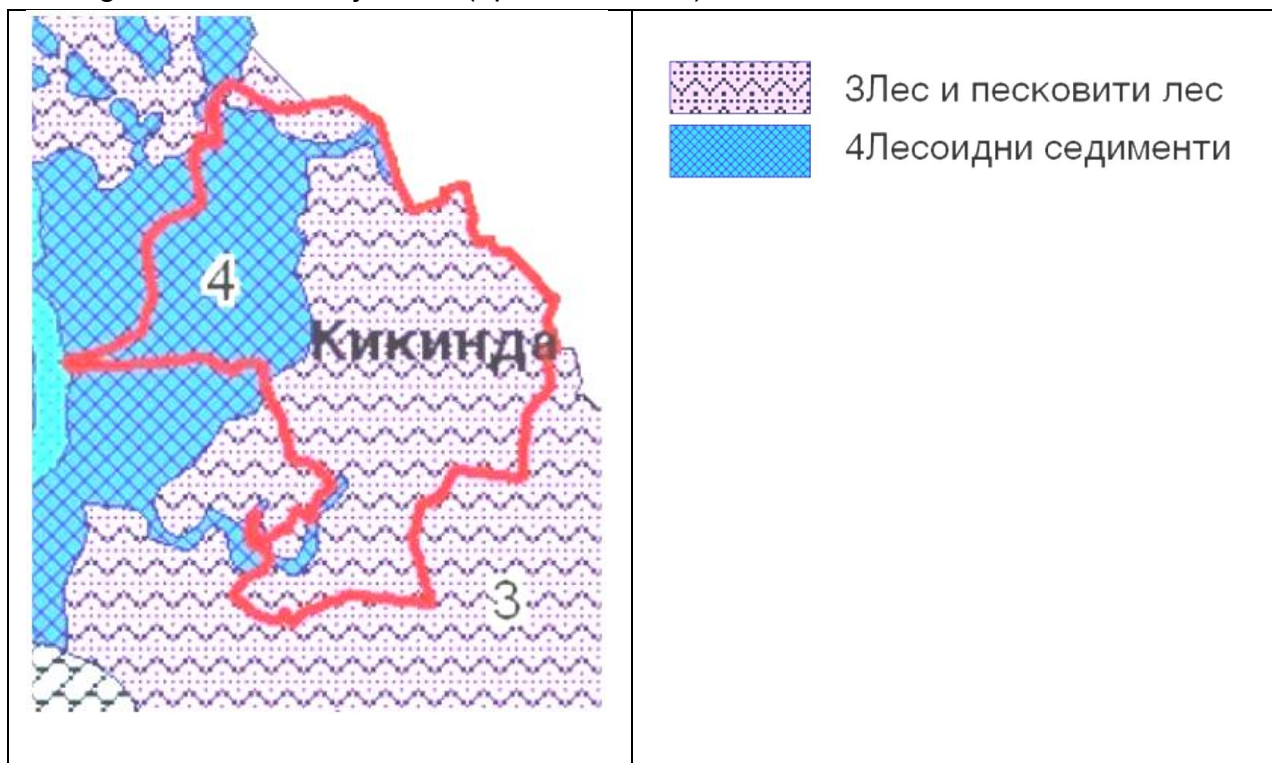 4
Кикинда
3
3Лес и песковити лес
4Лесоидни седименти